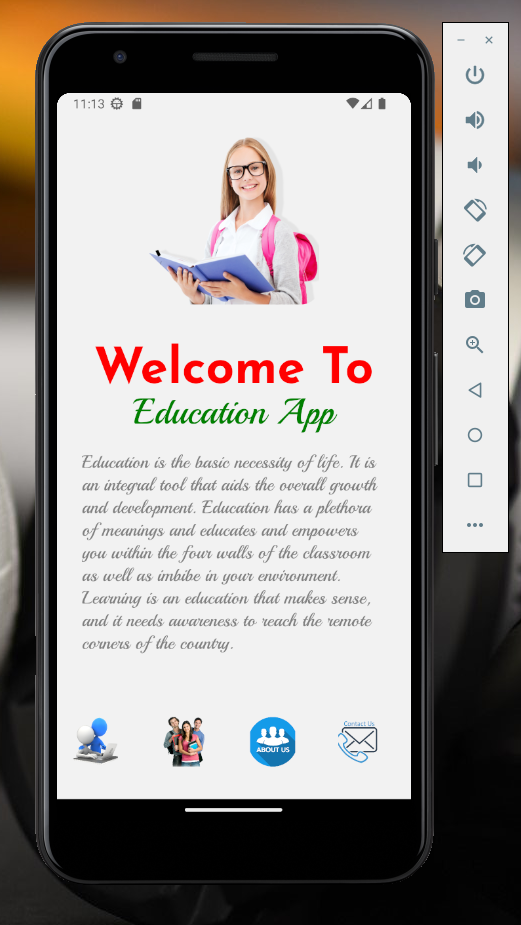 11:13
Welcome To
Education App
Education is the basic necessity of life. It is
an integral tool that aids the overall growth
and development. Education has a plethora
of meanings and educates and empowers
you within the four walls of the classroom
as well as imbibe in your environment.
Learning is an education that makes sense,
and it needs awareness to reach the remote
corners of the country.
ABOUT US
Contact Us